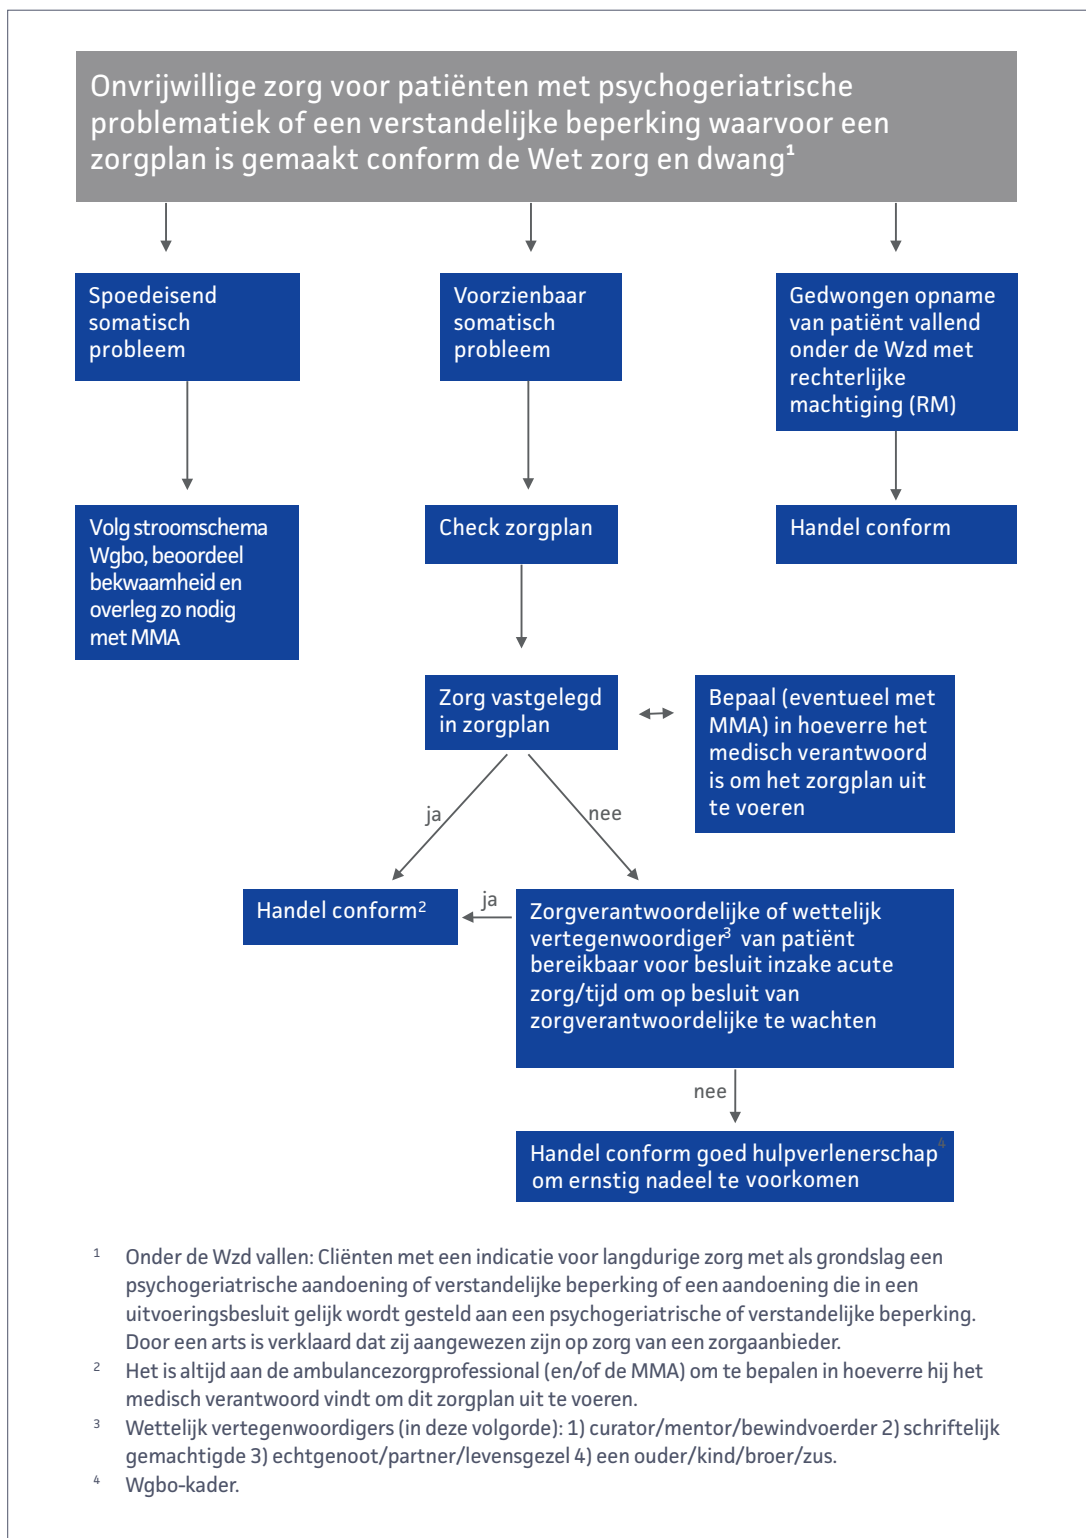 Onvrijwillige zorg voor patiënten met psychogeriatrische
problematiek of een verstandelijke beperking waarvoor een
zorgplan is gemaakt conform de Wet zorg en dwang¹
Spoedeisend
somatisch
probleem
Voorzienbaar
somatisch
probleem
Gedwongen opname
van patiënt vallend
onder de Wzd met
rechterlijke
machtiging (RM)
Volg stroomschema
Wgbo, beoordeel
bekwaamheid en
overleg zo nodig
met MMA
Check zorgplan
Handel conform
Zorg vastgelegd
in zorgplan
Bepaal (eventueel met
MMA) in hoeverre het
medisch verantwoord
is om het zorgplan uit
te voeren
ja
nee
Handel conform²
ja
Zorgverantwoordelijke of wettelijk
vertegenwoordiger³ van patiënt
bereikbaar voor besluit inzake acute
zorg/tijd om op besluit van
zorgverantwoordelijke te wachten
nee
Handel conform goed hulpverlenerschap⁴
om ernstig nadeel te voorkomen
¹ Onder de Wzd vallen: Cliënten met een indicatie voor langdurige zorg met als grondslag een
psychogeriatrische aandoening of verstandelijke beperking of een aandoening die in een
uitvoeringsbesluit gelijk wordt gesteld aan een psychogeriatrische of verstandelijke beperking.
Door een arts is verklaard dat zij aangewezen zijn op zorg van een zorgaanbieder.
² Het is altijd aan de ambulancezorgprofessional (en/of de MMA) om te bepalen in hoeverre hij het
medisch verantwoord vindt om dit zorgplan uit te voeren.
³ Wettelijk vertegenwoordigers (in deze volgorde): 1) curator/mentor/bewindvoerder 2) schriftelijk
gemachtigde 3) echtgenoot/partner/levensgezel 4) een ouder/kind/broer/zus.
⁴ Wgbo-kader.